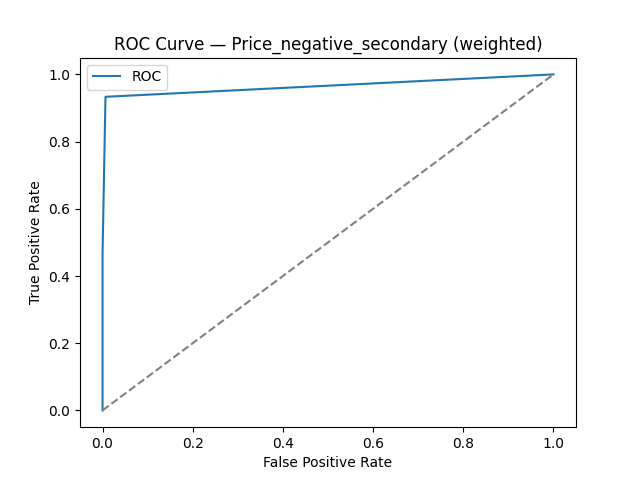 ROC Curve — Price_negative_secondary (weighted)
ROC
True Positive Rate
1.0
0.8
0.6
0.4
0.2
0.0
0.0 0.2 0.4 0.6 0.8 1.0
False Positive Rate